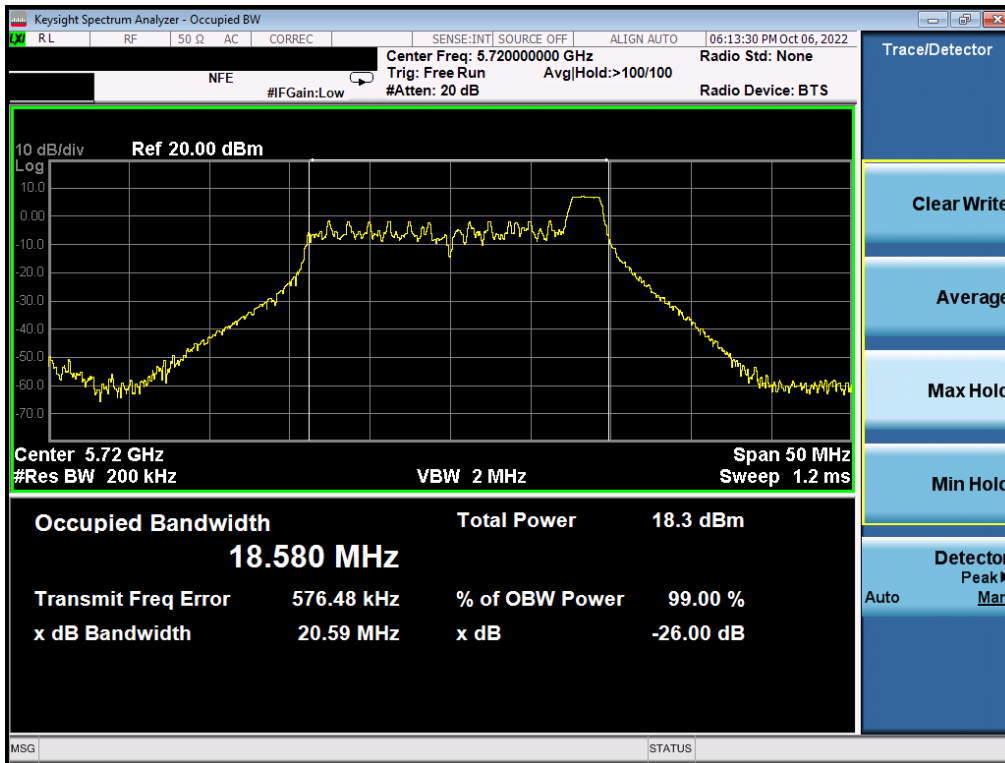 Keysight Spectrum Analyzer - Occupied BW
LXI RL RF 50 Ω AC CORREC SENSE:INT SOURCE OFF ALIGN AUTO 06:13:30 PM Oct 06, 2022
Center Freq: 5.720000000 GHz Radio Std: None
NFE Trig: Free Run Avg|Hold:>100/100
#IFGain:Low #Atten: 20 dB Radio Device: BTS
10 dB/div Ref 20.00 dBm
Log
10.0
0.00
-10.0
-20.0
-30.0
-40.0
-50.0
-60.0
-70.0
Center 5.72 GHz Span 50 MHz
#Res BW 200 kHz VBW 2 MHz Sweep 1.2 ms
Occupied Bandwidth Total Power 18.3 dBm
18.580 MHz
Transmit Freq Error 576.48 kHz % of OBW Power 99.00 %
x dB Bandwidth 20.59 MHz x dB -26.00 dB
MSG STATUS
Trace/Detector
Clear Write
Average
Max Hold
Min Hold
Detector
Peak
Auto Man